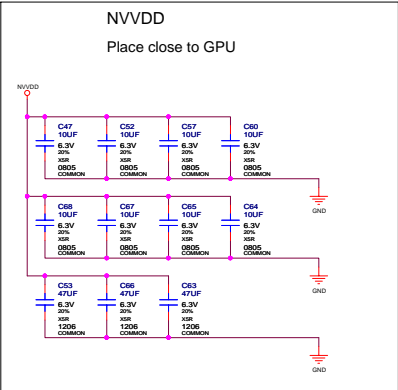 NVVDD
Place close to GPU
NVVDD
C47
10UF
6.3V
20%
X5R
0805
COMMON
C52
10UF
6.3V
20%
X5R
0805
COMMON
C57
10UF
6.3V
20%
X5R
0805
COMMON
C60
10UF
6.3V
20%
X5R
0805
COMMON
GND
C68
10UF
6.3V
20%
X5R
0805
COMMON
C67
10UF
6.3V
20%
X5R
0805
COMMON
C65
10UF
6.3V
20%
X5R
0805
COMMON
C64
10UF
6.3V
20%
X5R
0805
COMMON
GND
C53
47UF
6.3V
20%
X5R
1206
COMMON
C66
47UF
6.3V
20%
X5R
1206
COMMON
C63
47UF
6.3V
20%
X5R
1206
COMMON
GND